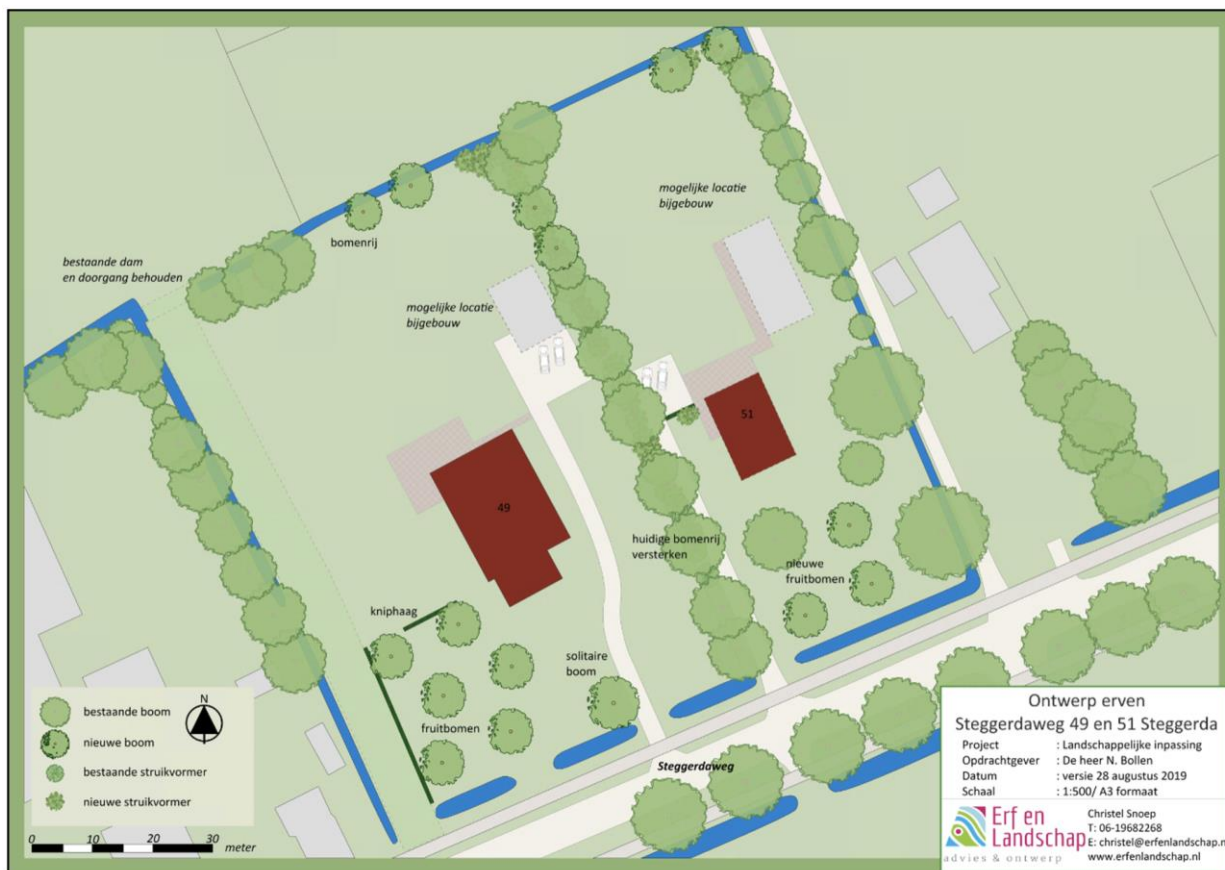 bomenrij
mogelijke locatie
bijgebouw
bestaande dam
en doorgang behouden
mogelijke locatie
bijgebouw
51
49
huidige bomenrij
versterken
nieuwe
fruitbomen
kniphaag
solitaire
boom
fruitbomen
Steggerdaweg
N
bestaande boom
nieuwe boom
bestaande struikvormer
nieuwe struikvormer
0 10 20 30 meter
Ontwerp erven
Steggerdaweg 49 en 51 Steggerda
Project : Landschappelijke inpassing
Opdrachtgever : De heer N. Bollen
Datum : versie 28 augustus 2019
Schaal : 1:500/ A3 formaat
Erf en
Landschap
advies & ontwerp
Christel Snoep
T: 06-19682268
E: christel@erfenlandschap.n
www.erfenlandschap.nl